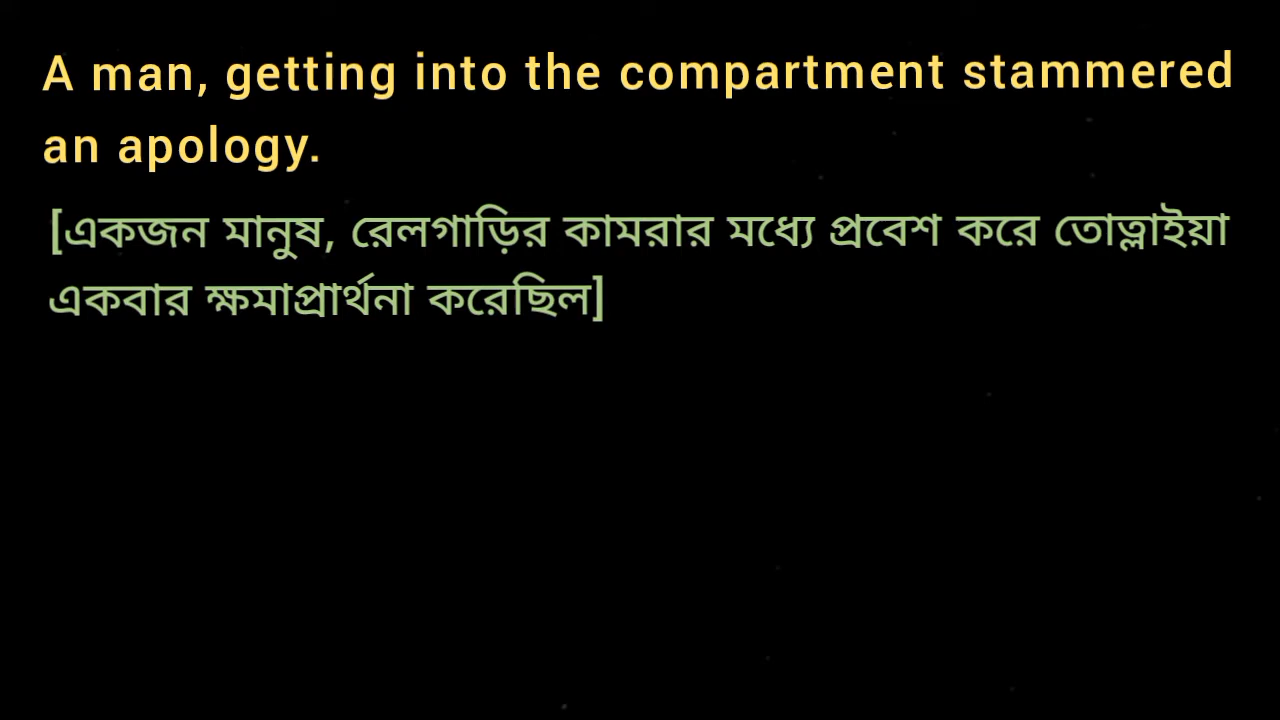 A man, getting into the compartment stammered
an apology.
[একজন মানুষ, রেলগাড়ির কামরার মধ্যে প্রবেশ করে তোত্লাইয়া
একবার ক্ষমাপ্রার্থনা করেছিল]